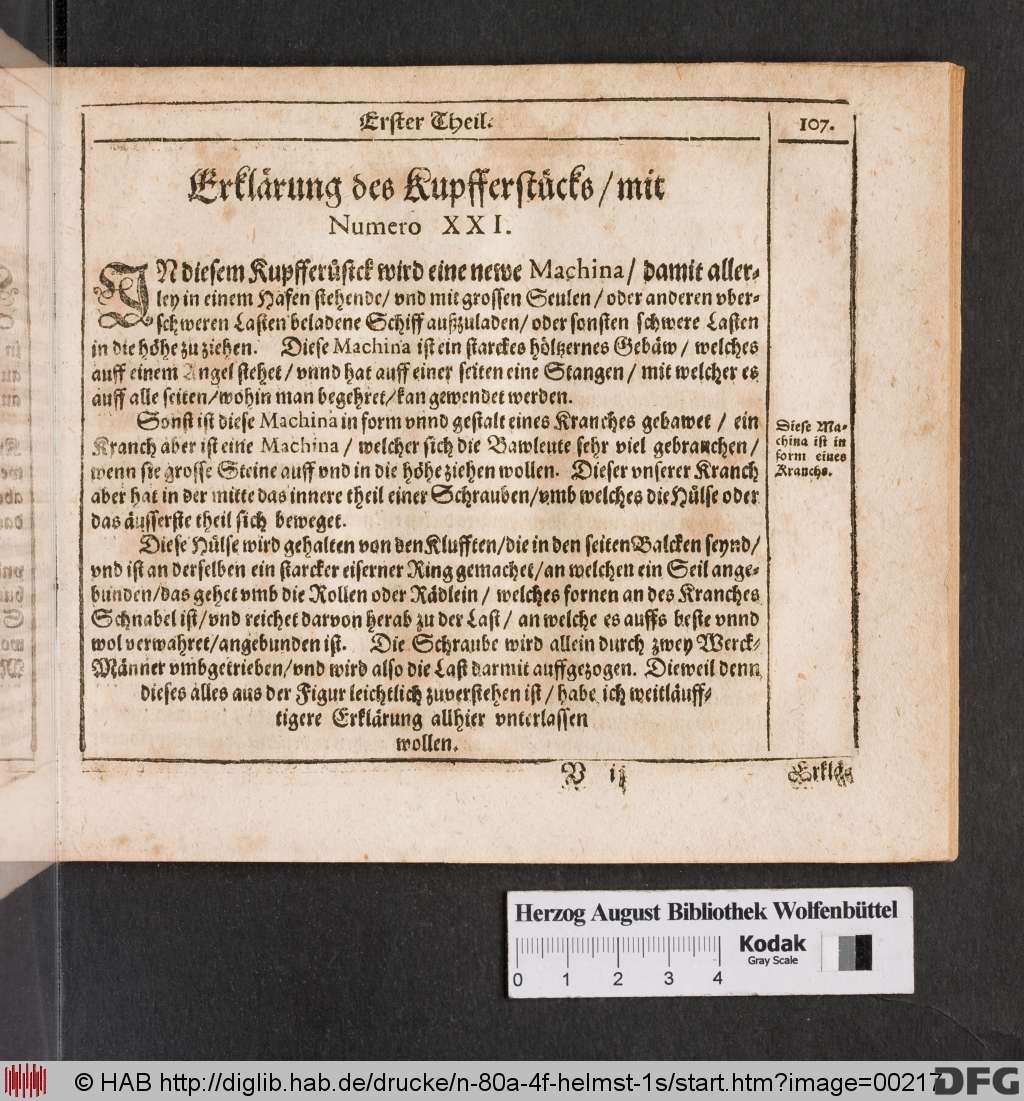 Erster Theil.
107.
Erklärung des Kupfferstücks / mit
Numero XXI.
IN diesem Kupfferüstck wird eine newe Machina / damit aller-
ley in einem Hafen stehende / vnd mit grossen Seulen / oder anderen vber-
schweren Lasten beladene Schiff außzuladen / oder sonsten schwere Lasten
in die höhe zu ziehen. Diese Machina ist ein starckes höltzernes Gebäw / welches
auff einem Angel stehet / vnnd hat auff einer seiten eine Stangen / mit welcher es
auff alle seiten / wohin man begehret / kan gewendet werden.
Sonst ist diese Machina in form vnnd gestalt eines Kranches gebawet / ein
Kranch aber ist eine Machina / welcher sich die Bawleute sehr viel gebrauchen /
wenn sie grosse Steine auff vnd in die höhe ziehen wollen. Dieser vnserer Kranch
aber hat in der mitte das innere theil einer Schrauben / vmb welches die Hülse oder
das äusserste theil sich beweget.
Diese Ma-
china ist in
form eines
Kranchs.
Diese Hülse wird gehalten von den Klufften / die in den seiten Balcken seynd /
vnd ist an derselben ein starcker eiserner Ring gemachet / an welchen ein Seil ange-
bunden / das gehet vmb die Rollen oder Rädlein / welches fornen an des Kranches
Schnabel ist / vnd reichet darvon herab zu der Last / an welche es auffs beste vnnd
wol verwahret / angebunden ist. Die Schraube wird allein durch zwey Werck-
Männer vmbgetrieben / vnd wird also die Last darmit auffgezogen. Dieweil denn
dieses alles aus der Figur leichtlich zuverstehen ist / habe ich weitläuff-
tigere Erklärung allhier vnterlassen
wollen.
P ij
Erklä-
Herzog August Bibliothek Wolfenbüttel
Kodak
Gray Scale
0 1 2 3 4
© HAB http://diglib.hab.de/drucke/n-80a-4f-helmst-1s/start.htm?image=00217
DFG